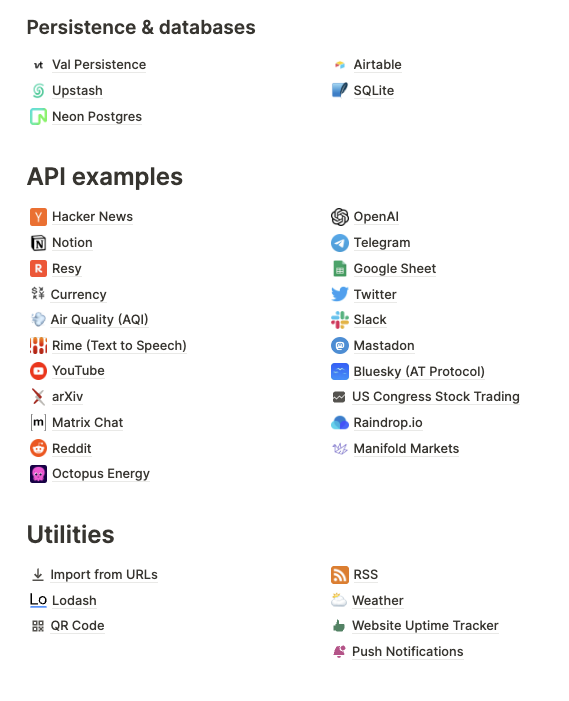 Persistence & databases
Val Persistence
Upstash
Neon Postgres
Airtable
SQLite
API examples
Hacker News
Notion
Resy
Currency
Air Quality (AQI)
Rime (Text to Speech)
YouTube
arXiv
Matrix Chat
Reddit
Octopus Energy
OpenAI
Telegram
Google Sheet
Twitter
Slack
Mastadon
Bluesky (AT Protocol)
US Congress Stock Trading
Raindrop.io
Manifold Markets
Utilities
Import from URLs
Lo Lodash
QR Code
RSS
Weather
Website Uptime Tracker
Push Notifications